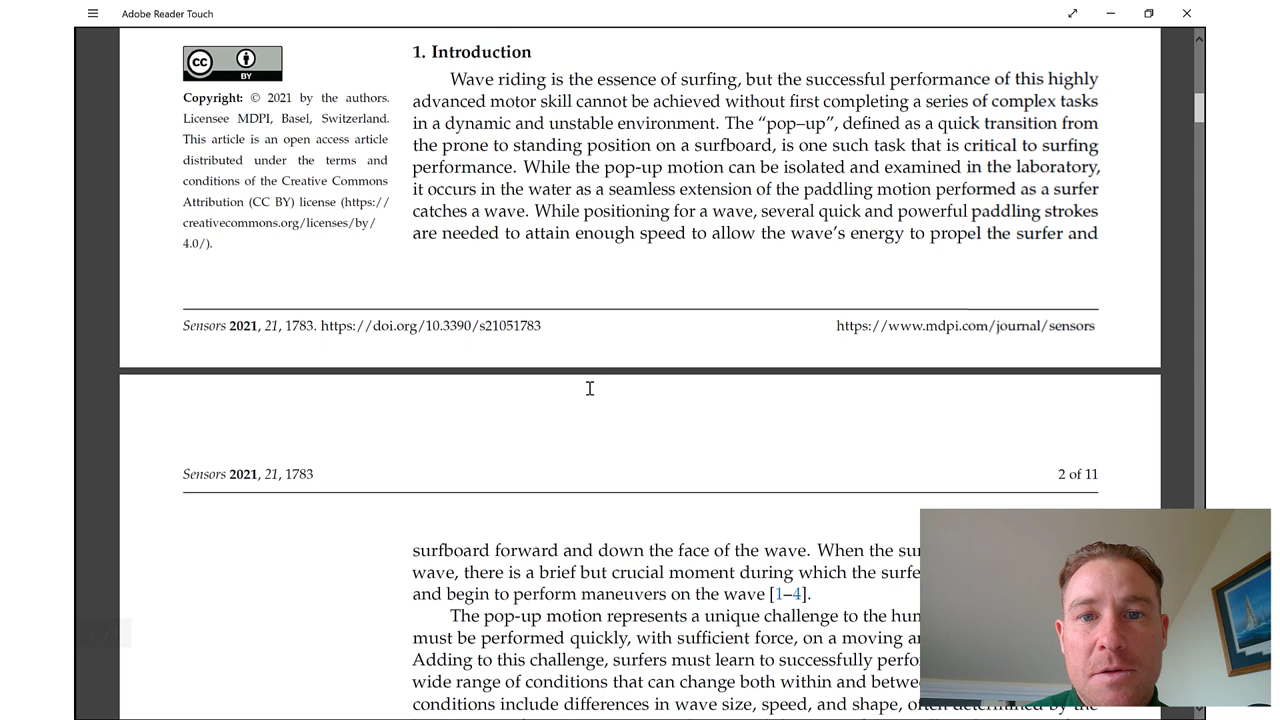 Adobe Reader Touch
CC
BY
Copyright: © 2021 by the authors.
Licensee MDPI, Basel, Switzerland.
This article is an open access article
distributed under the terms and
conditions of the Creative Commons
Attribution (CC BY) license (https://
creativecommons.org/licenses/by/
4.0/).
1. Introduction
Wave riding is the essence of surfing, but the successful performance of this highly
advanced motor skill cannot be achieved without first completing a series of complex tasks
in a dynamic and unstable environment. The “pop–up”, defined as a quick transition from
the prone to standing position on a surfboard, is one such task that is critical to surfing
performance. While the pop-up motion can be isolated and examined in the laboratory,
it occurs in the water as a seamless extension of the paddling motion performed as a surfer
catches a wave. While positioning for a wave, several quick and powerful paddling strokes
are needed to attain enough speed to allow the wave’s energy to propel the surfer and
Sensors 2021, 21, 1783. https://doi.org/10.3390/s21051783
https://www.mdpi.com/journal/sensors
Sensors 2021, 21, 1783
2 of 11
surfboard forward and down the face of the wave. When the
wave, there is a brief but crucial moment during which the
and begin to perform maneuvers on the wave [1–4].
The pop-up motion represents a unique challenge to the
must be performed quickly, with sufficient force, on a moving
Adding to this challenge, surfers must learn to successfully
wide range of conditions that can change both within and
conditions include differences in wave size, speed, and shape,